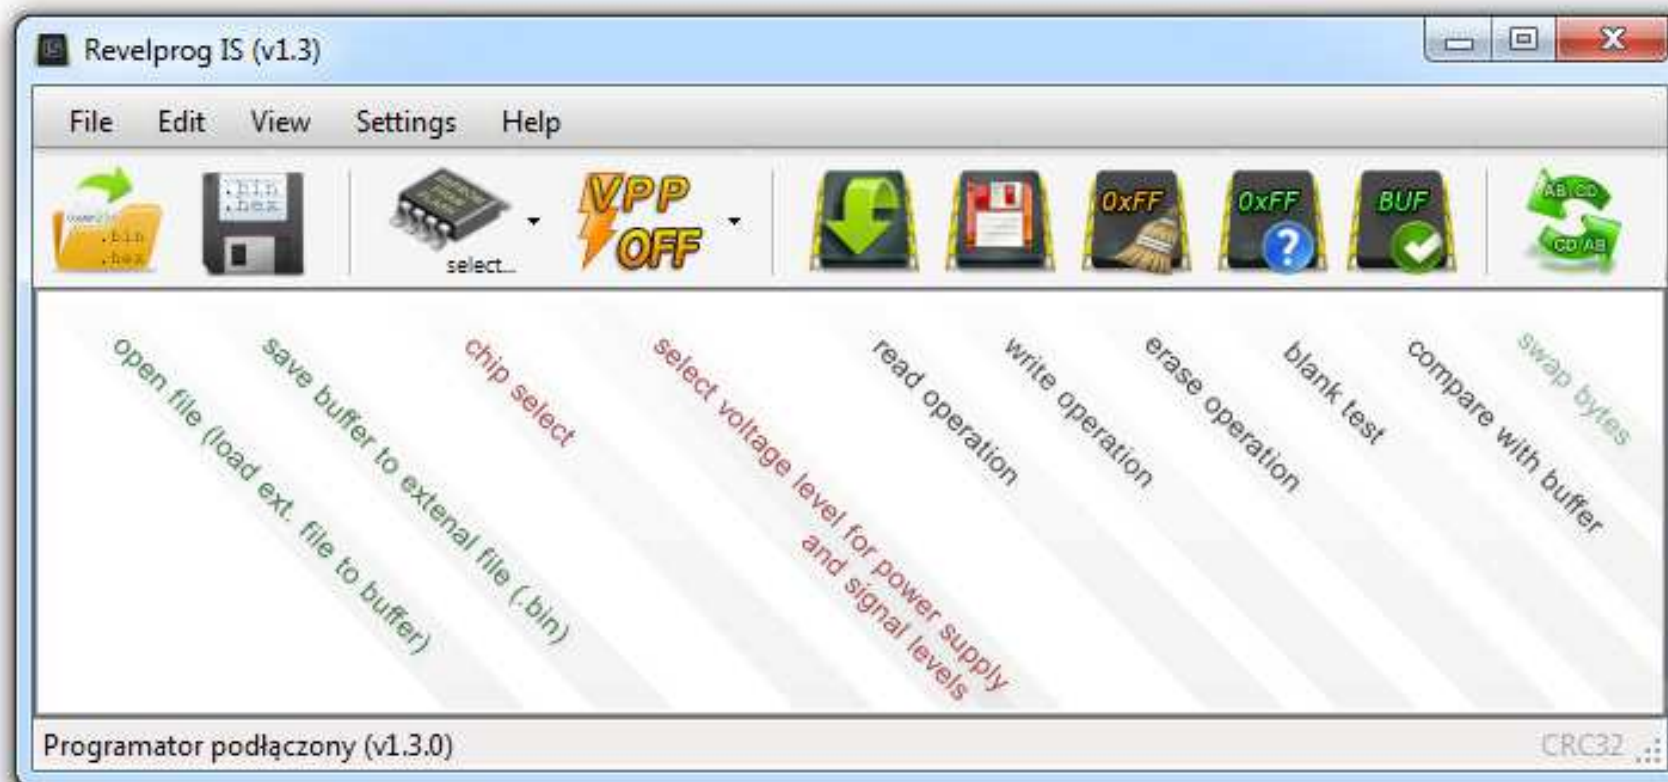 Revelprog IS (v1.3)
File Edit View Settings Help
.bin
.hex
.bin
.hex
select...
VPP
OFF
0xFF
0xFF
BUF
AB CD
CD AB
open file (load ext. file to buffer)
save buffer to extenal file (.bin)
chip select
select voltage level for power supply
and signal levels
read operation
write operation
erase operation
blank test
compare with buffer
swap bytes
Programator podłączony (v1.3.0)
CRC32